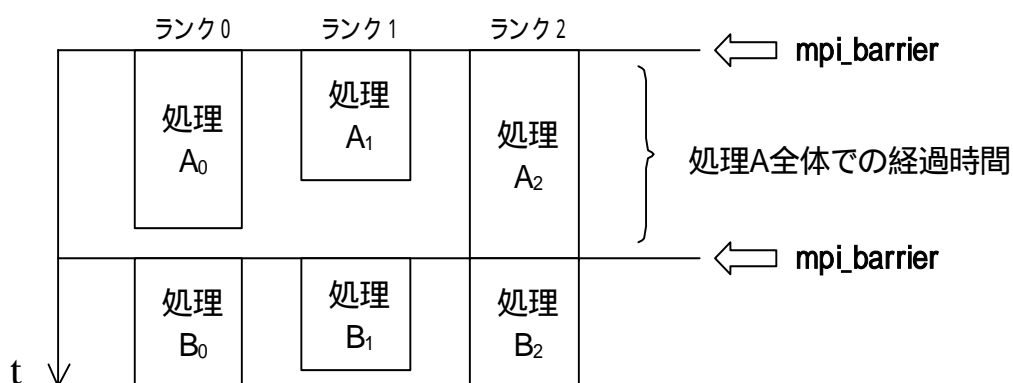 ランク0 ランク1 ランク2
mpi_barrier
処理
A0
処理
A1
処理
A2
処理A全体での経過時間
mpi_barrier
処理
B0
処理
B1
処理
B2
t